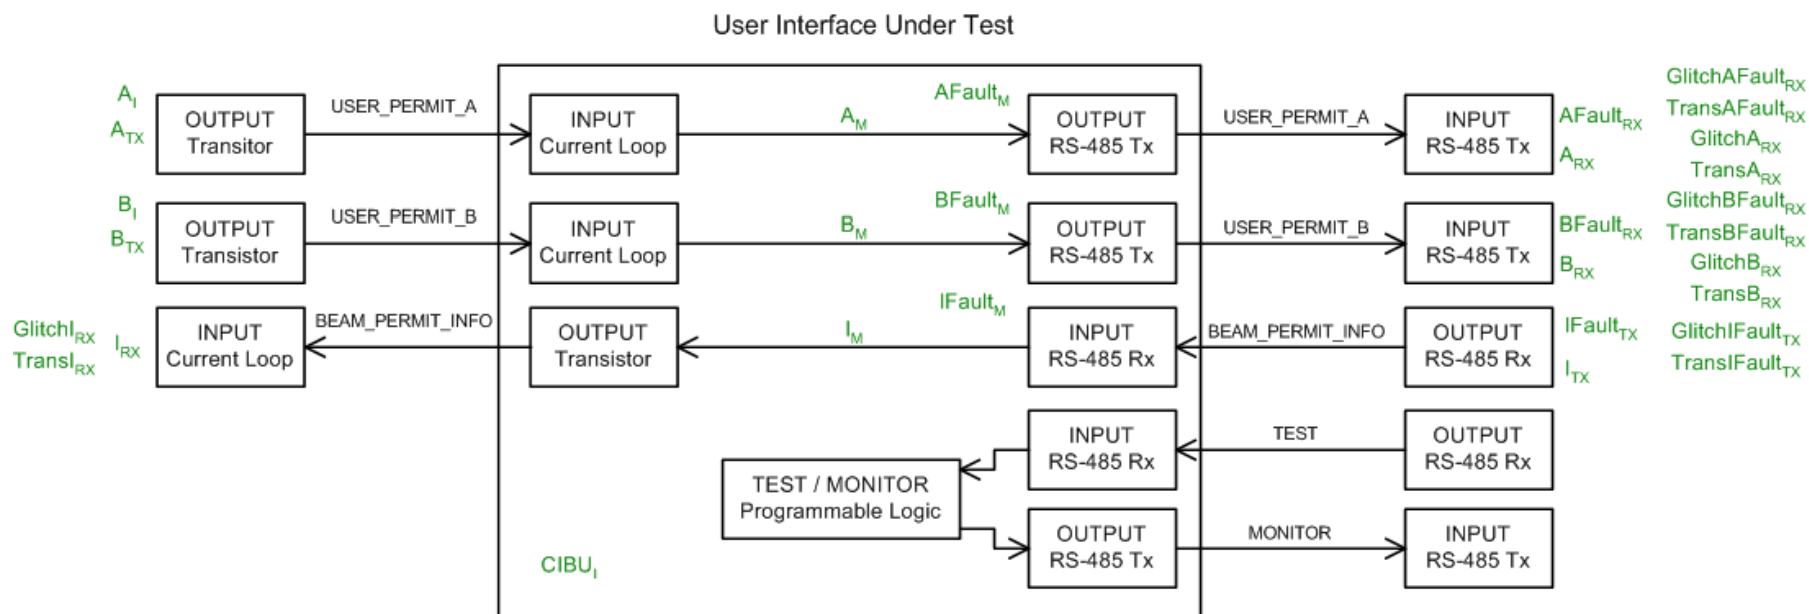 User Interface Under Test
A_I
A_TX
OUTPUT
Transitor
USER_PERMIT_A
INPUT
Current Loop
A_M
AFault_M
OUTPUT
RS-485 Tx
USER_PERMIT_A
INPUT
RS-485 Tx
AFault_RX
A_RX
GlitchAFault_RX
TransAFault_RX
GlitchA_RX
TransA_RX
B_I
B_TX
OUTPUT
Transistor
USER_PERMIT_B
INPUT
Current Loop
B_M
BFault_M
OUTPUT
RS-485 Tx
USER_PERMIT_B
INPUT
RS-485 Tx
BFault_RX
B_RX
GlitchBFault_RX
TransBFault_RX
GlitchB_RX
TransB_RX
GlitchI_RX
TransI_RX
I_RX
INPUT
Current Loop
BEAM_PERMIT_INFO
OUTPUT
Transistor
I_M
IFault_M
INPUT
RS-485 Rx
BEAM_PERMIT_INFO
OUTPUT
RS-485 Rx
IFault_TX
I_TX
GlitchIFault_TX
TransIFault_TX
INPUT
RS-485 Rx
TEST
OUTPUT
RS-485 Rx
TEST / MONITOR
Programmable Logic
OUTPUT
RS-485 Tx
MONITOR
INPUT
RS-485 Tx
CIBU_I